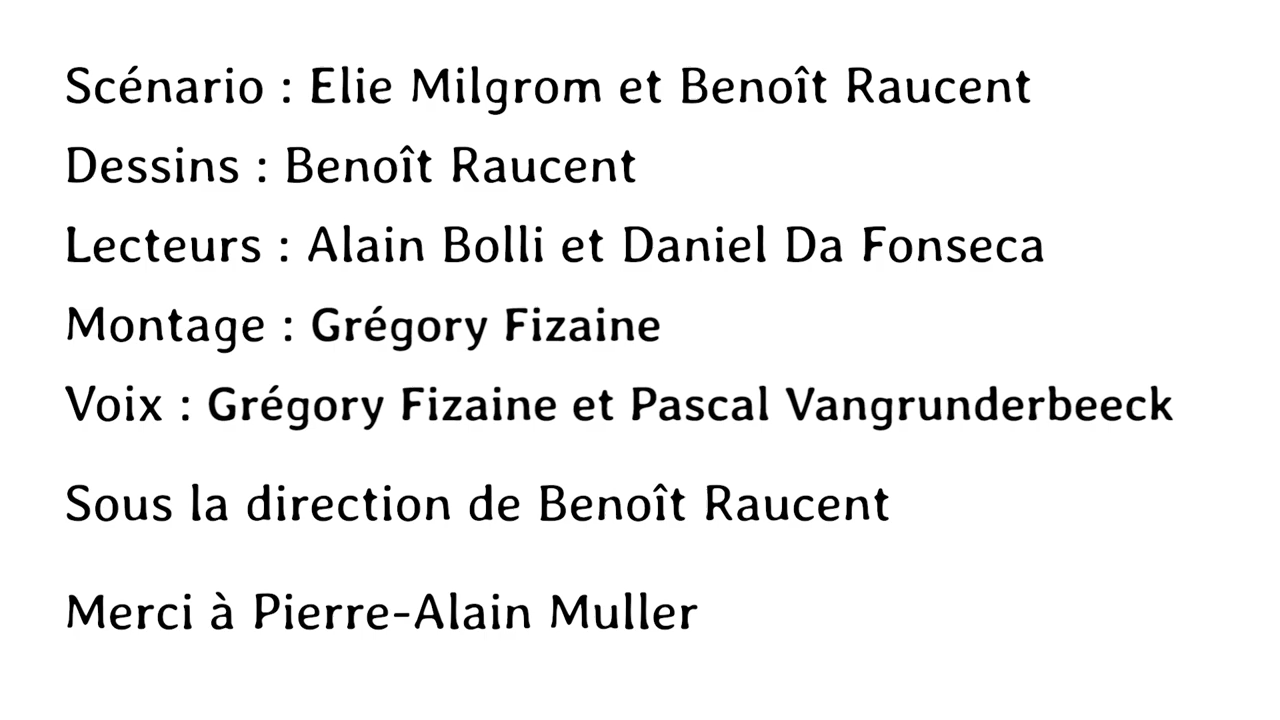 Scénario : Elie Milgrom et Benoît Raucent
Dessins : Benoît Raucent
Lecteurs : Alain Bolli et Daniel Da Fonseca
Montage : Grégory Fizaine
Voix : Grégory Fizaine et Pascal Vangrunderbeeck
Sous la direction de Benoît Raucent
Merci à Pierre-Alain Muller